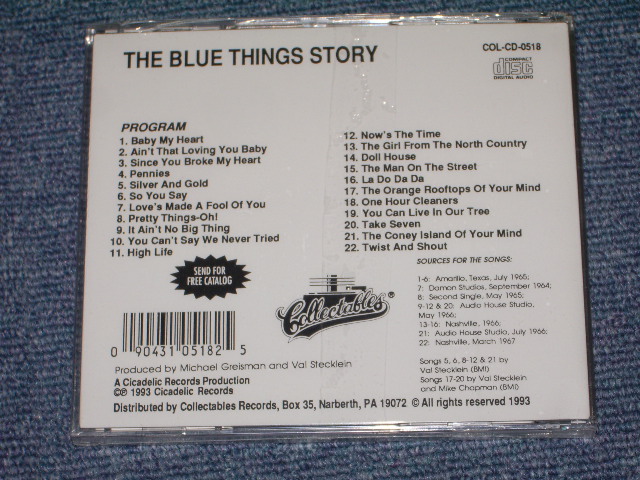 THE BLUE THINGS STORY
COL-CD-0518
COMPACT
disc
DIGITAL AUDIO
PROGRAM
1. Baby My Heart
2. Ain't That Loving You Baby
3. Since You Broke My Heart
4. Pennies
5. Silver And Gold
6. So You Say
7. Love's Made A Fool Of You
8. Pretty Things-Oh!
9. It Ain't No Big Thing
10. You Can't Say We Never Tried
11. High Life
12. Now's The Time
13. The Girl From The North Country
14. Doll House
15. The Man On The Street
16. La Do Da Da
17. The Orange Rooftops Of Your Mind
18. One Hour Cleaners
19. You Can Live In Our Tree
20. Take Seven
21. The Coney Island Of Your Mind
22. Twist And Shout
SEND FOR
FREE CATALOG
Collectables®
SOURCES FOR THE SONGS:
1-6: Amarillo, Texas, July 1965;
7: Damon Studios, September 1964;
8: Second Single, May 1965;
9-12 & 20: Audio House Studio,
May 1966;
13-16: Nashville, 1966;
21: Audio House Studio, July 1966;
22: Nashville, March 1967
Songs 5, 6, 8-12 & 21 by
Val Stecklein (BMI)
Songs 17-20 by Val Stecklein
and Mike Chapman (BMI)
0 90431 05182 5
Produced by Michael Greisman and Val Stecklein
A Cicadelic Records Production
©℗ 1993 Cicadelic Records
Distributed by Collectables Records, Box 35, Narberth, PA 19072 © All rights reserved 1993